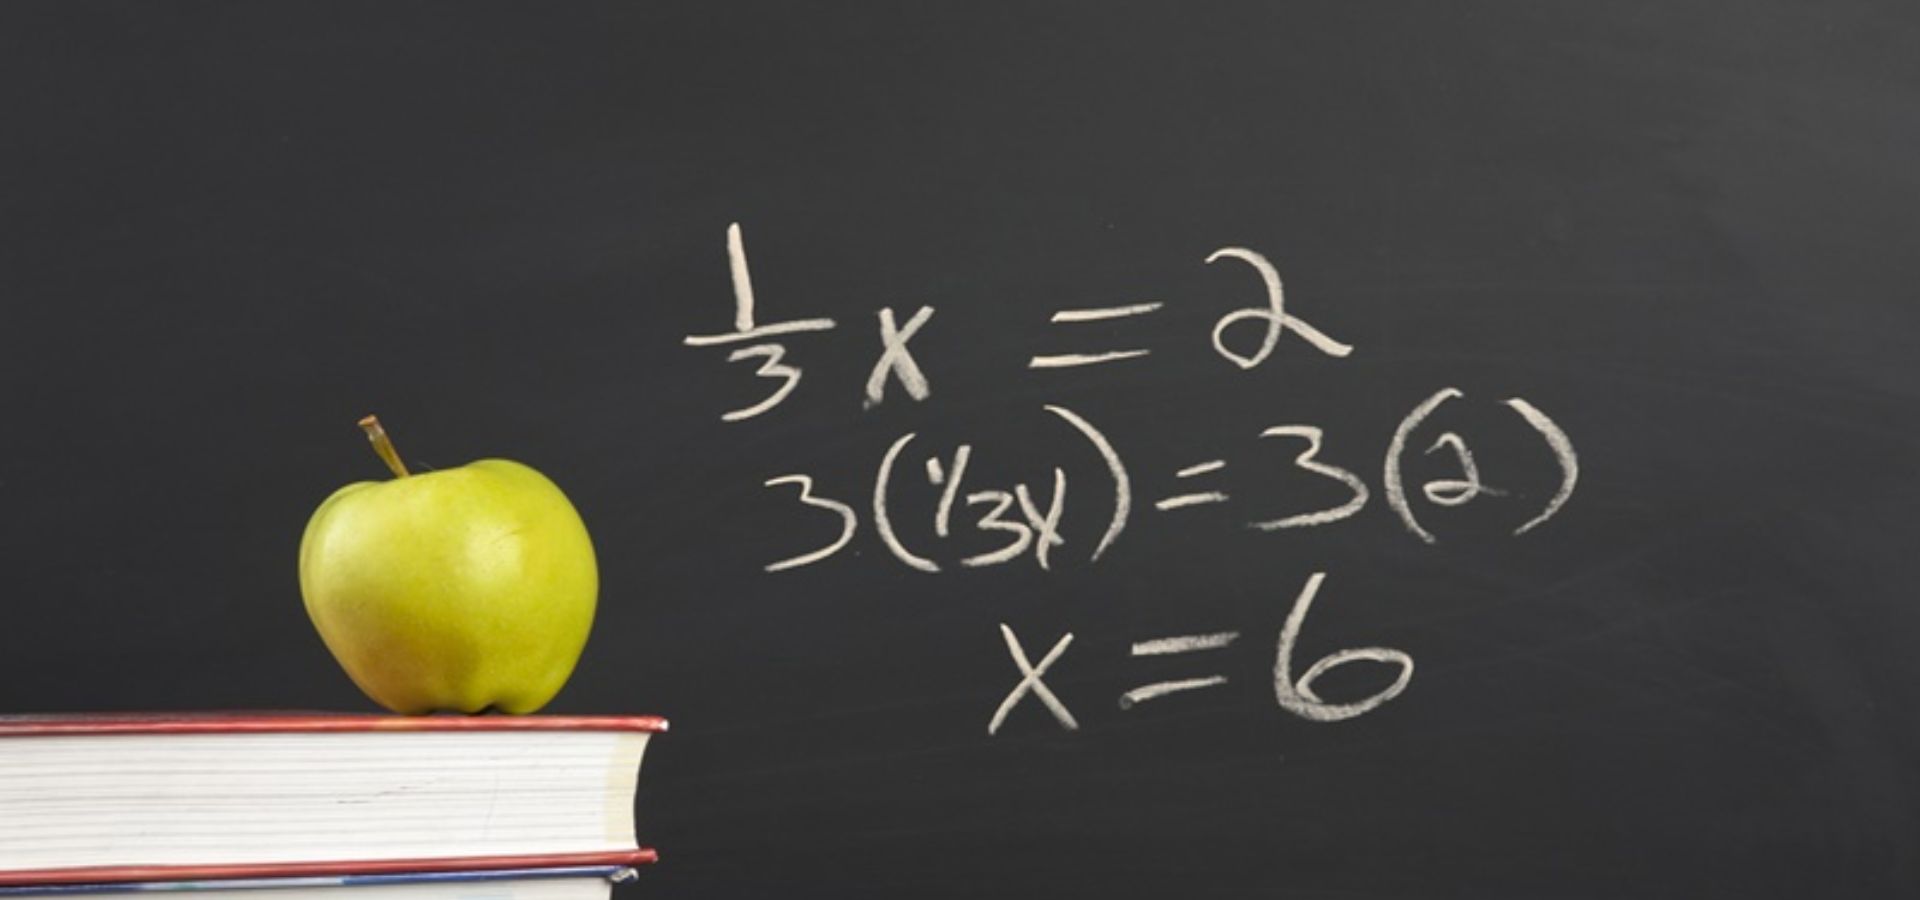 1/3 x = 2
3(1/3x) = 3(2)
x = 6